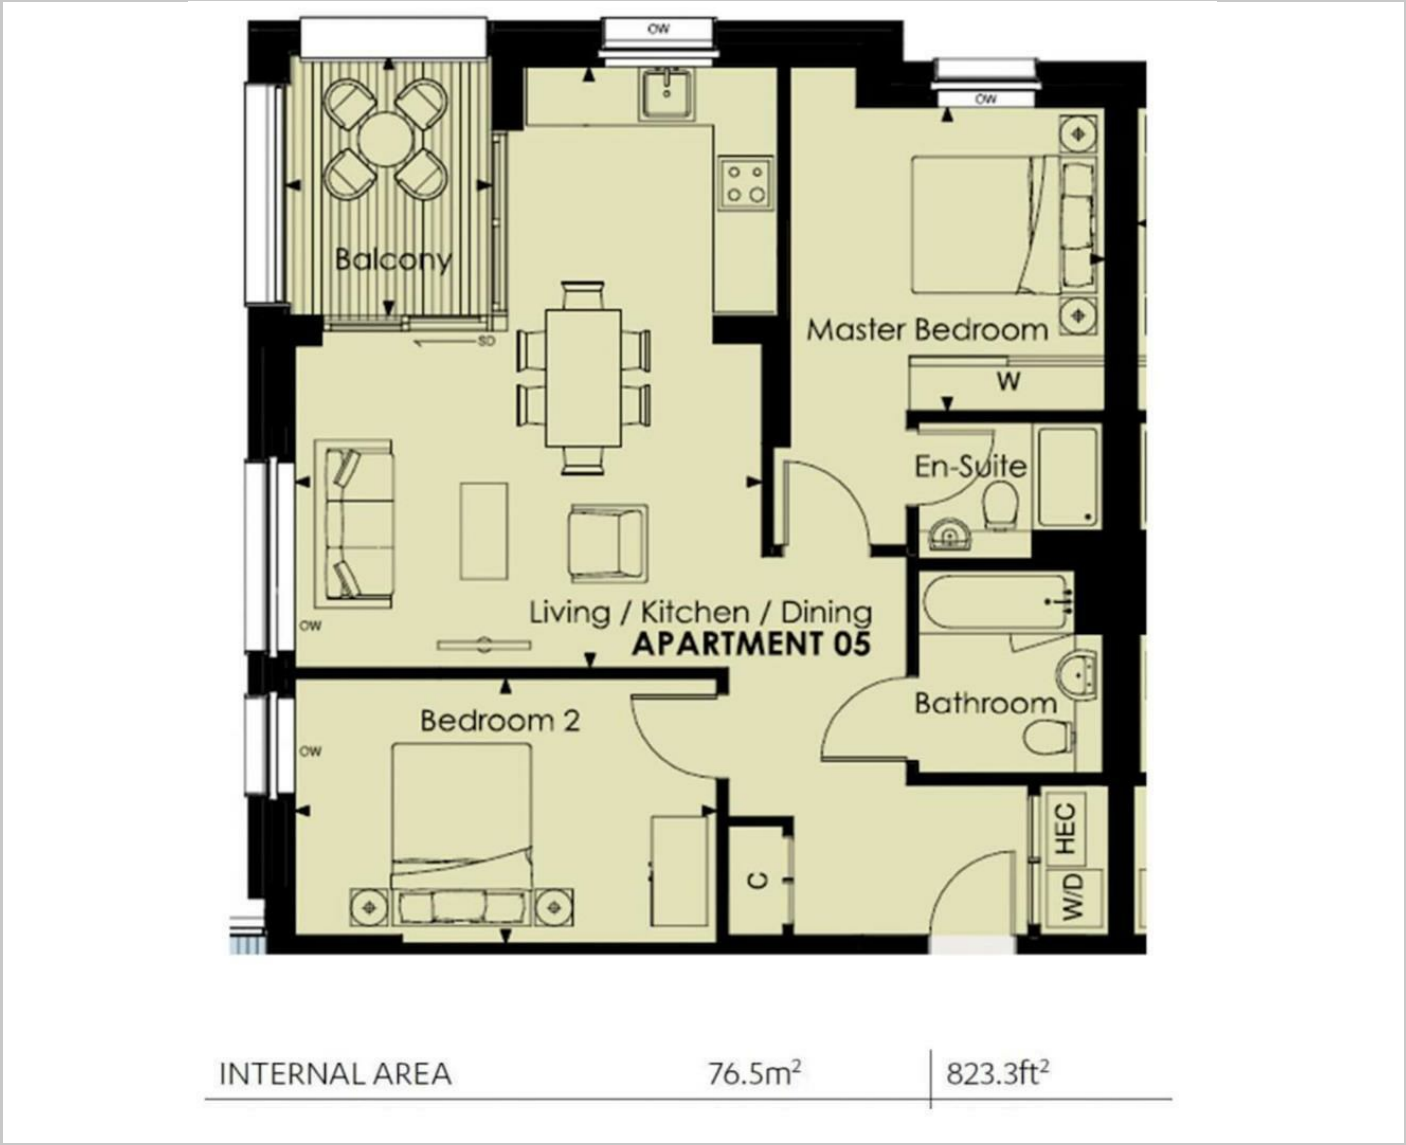 OW
OW
Balcony
Master Bedroom
SD
W
En-Suite
Living / Kitchen / Dining
APARTMENT 05
OW
Bathroom
Bedroom 2
OW
HEC
C
W/D
INTERNAL AREA 76.5m² 823.3ft²